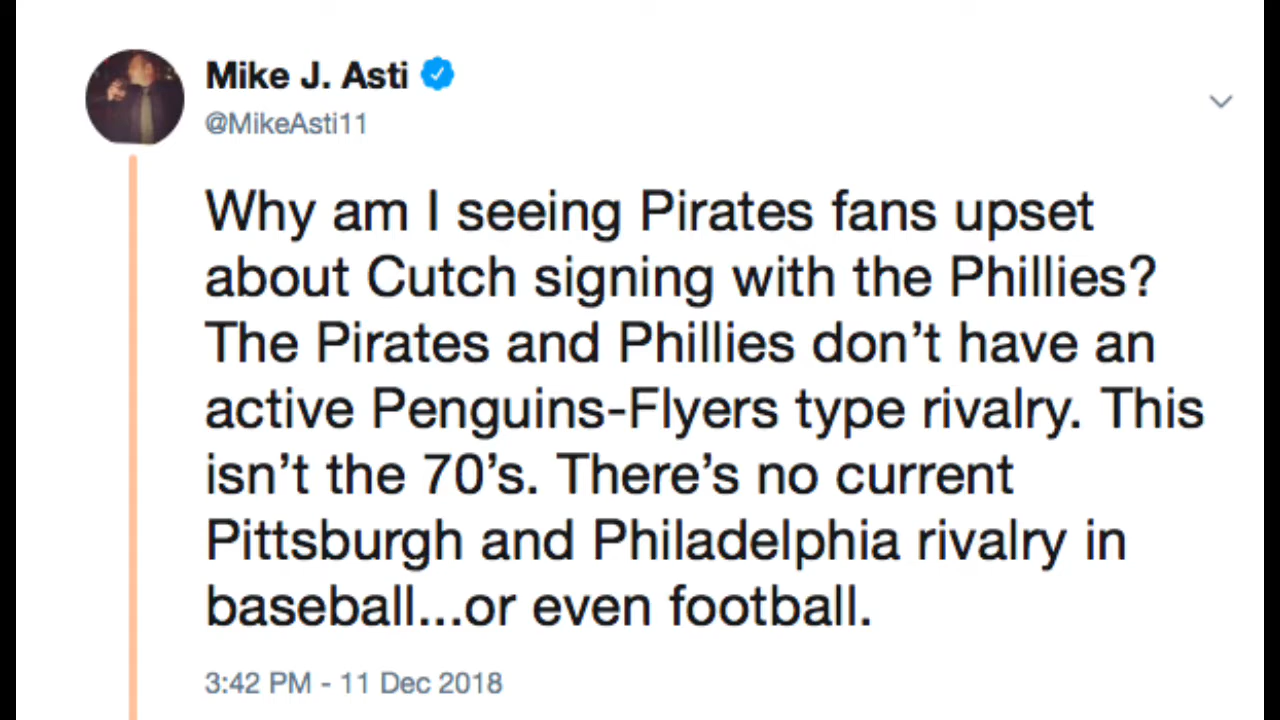 Mike J. Asti
@MikeAsti11
Why am I seeing Pirates fans upset
about Cutch signing with the Phillies?
The Pirates and Phillies don’t have an
active Penguins-Flyers type rivalry. This
isn’t the 70’s. There’s no current
Pittsburgh and Philadelphia rivalry in
baseball...or even football.
3:42 PM - 11 Dec 2018